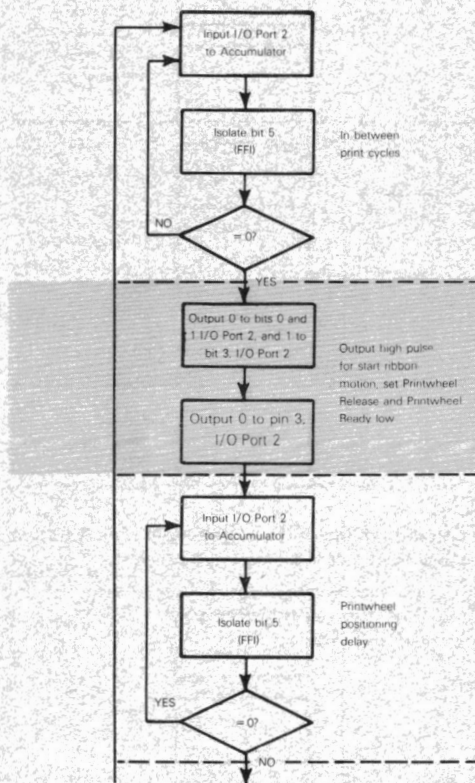 Input I/O Port 2
to Accumulator
Isolate bit 5
(FFI)
In between
print cycles
NO
= 0?
YES
Output 0 to bits 0 and
1 I/O Port 2, and 1 to
bit 3, I/O Port 2
Output high pulse
for start ribbon
motion, set Printwheel
Release and Printwheel
Ready low
Output 0 to pin 3,
I/O Port 2
Input I/O Port 2
to Accumulator
Isolate bit 5
(FFI)
Printwheel
positioning
delay
YES
= 0?
NO